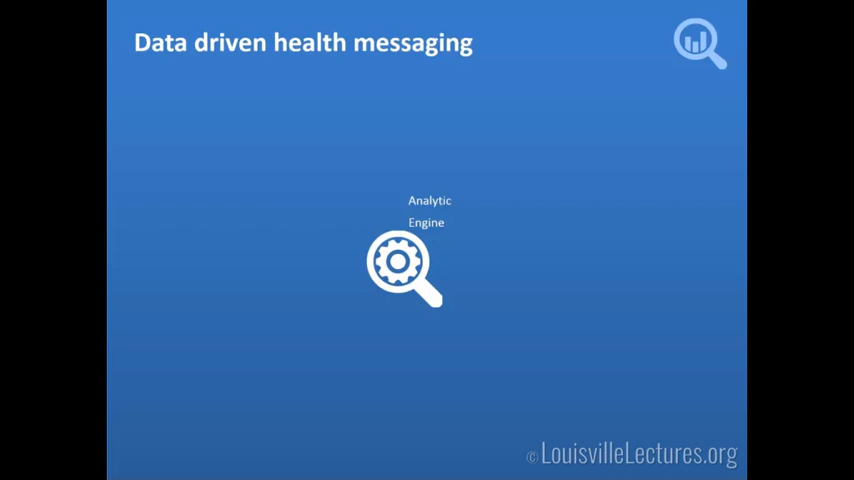 Data driven health messaging
Analytic
Engine
© LouisvilleLectures.org